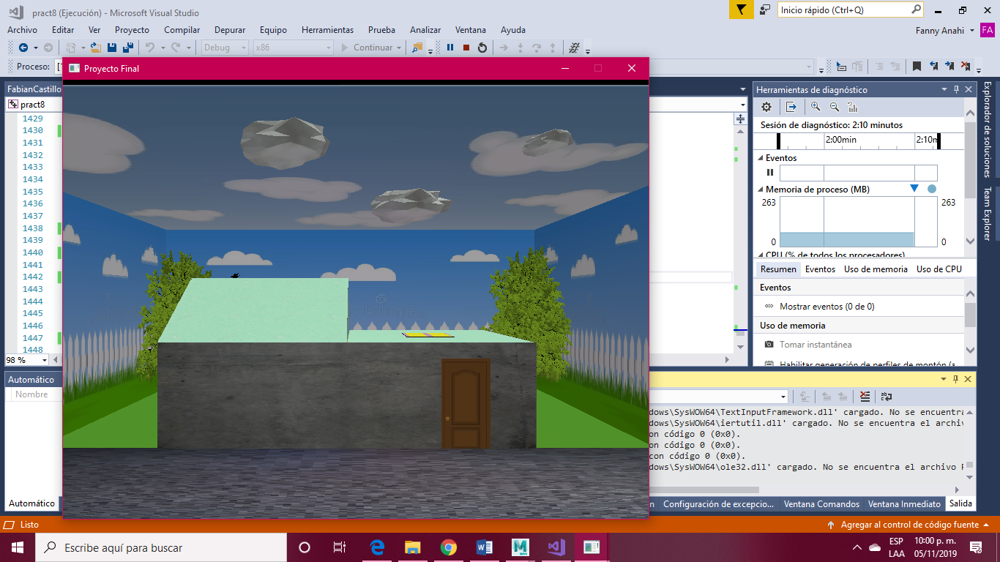 pract8 (Ejecución) - Microsoft Visual Studio
Inicio rápido (Ctrl+Q)
Archivo Editar Ver Proyecto Compilar Depurar Equipo Herramientas Prueba Analizar Ventana Ayuda
Fanny Anahi FA
Debug x86 Continuar
Proceso:
Proyecto Final
FabianCastillo
pract8
1429
1430
1431
1432
1433
1434
1435
1436
1437
1438
1439
1440
1441
1442
1443
1444
1445
1446
1447
1448
98 %
Herramientas de diagnóstico
Sesión de diagnóstico: 2:10 minutos
2:00min 2:10m
Eventos
Memoria de proceso (MB)
263 263
0 0
CPU (% de todos los procesadores)
Resumen Eventos Uso de memoria Uso de CPU
Eventos
Mostrar eventos (0 de 0)
Uso de memoria
Tomar instantánea
Habilitar generación de perfiles de montón (a
Explorador de soluciones
Team Explorer
Automático
Nombre
dows\SysWOW64\TextInputFramework.dll' cargado. No se encuentra
dows\SysWOW64\iertutil.dll' cargado. No se encuentra el archiv
on código 0 (0x0).
on código 0 (0x0).
con código 0 (0x0).
dows\SysWOW64\ole32.dll' cargado. No se encuentra el archivo P
Automático
n Configuración de excepcio... Ventana Comandos Ventana Inmediato Salida
Listo
Agregar al control de código fuente
Escribe aquí para buscar
ESP
LAA
10:00 p. m.
05/11/2019